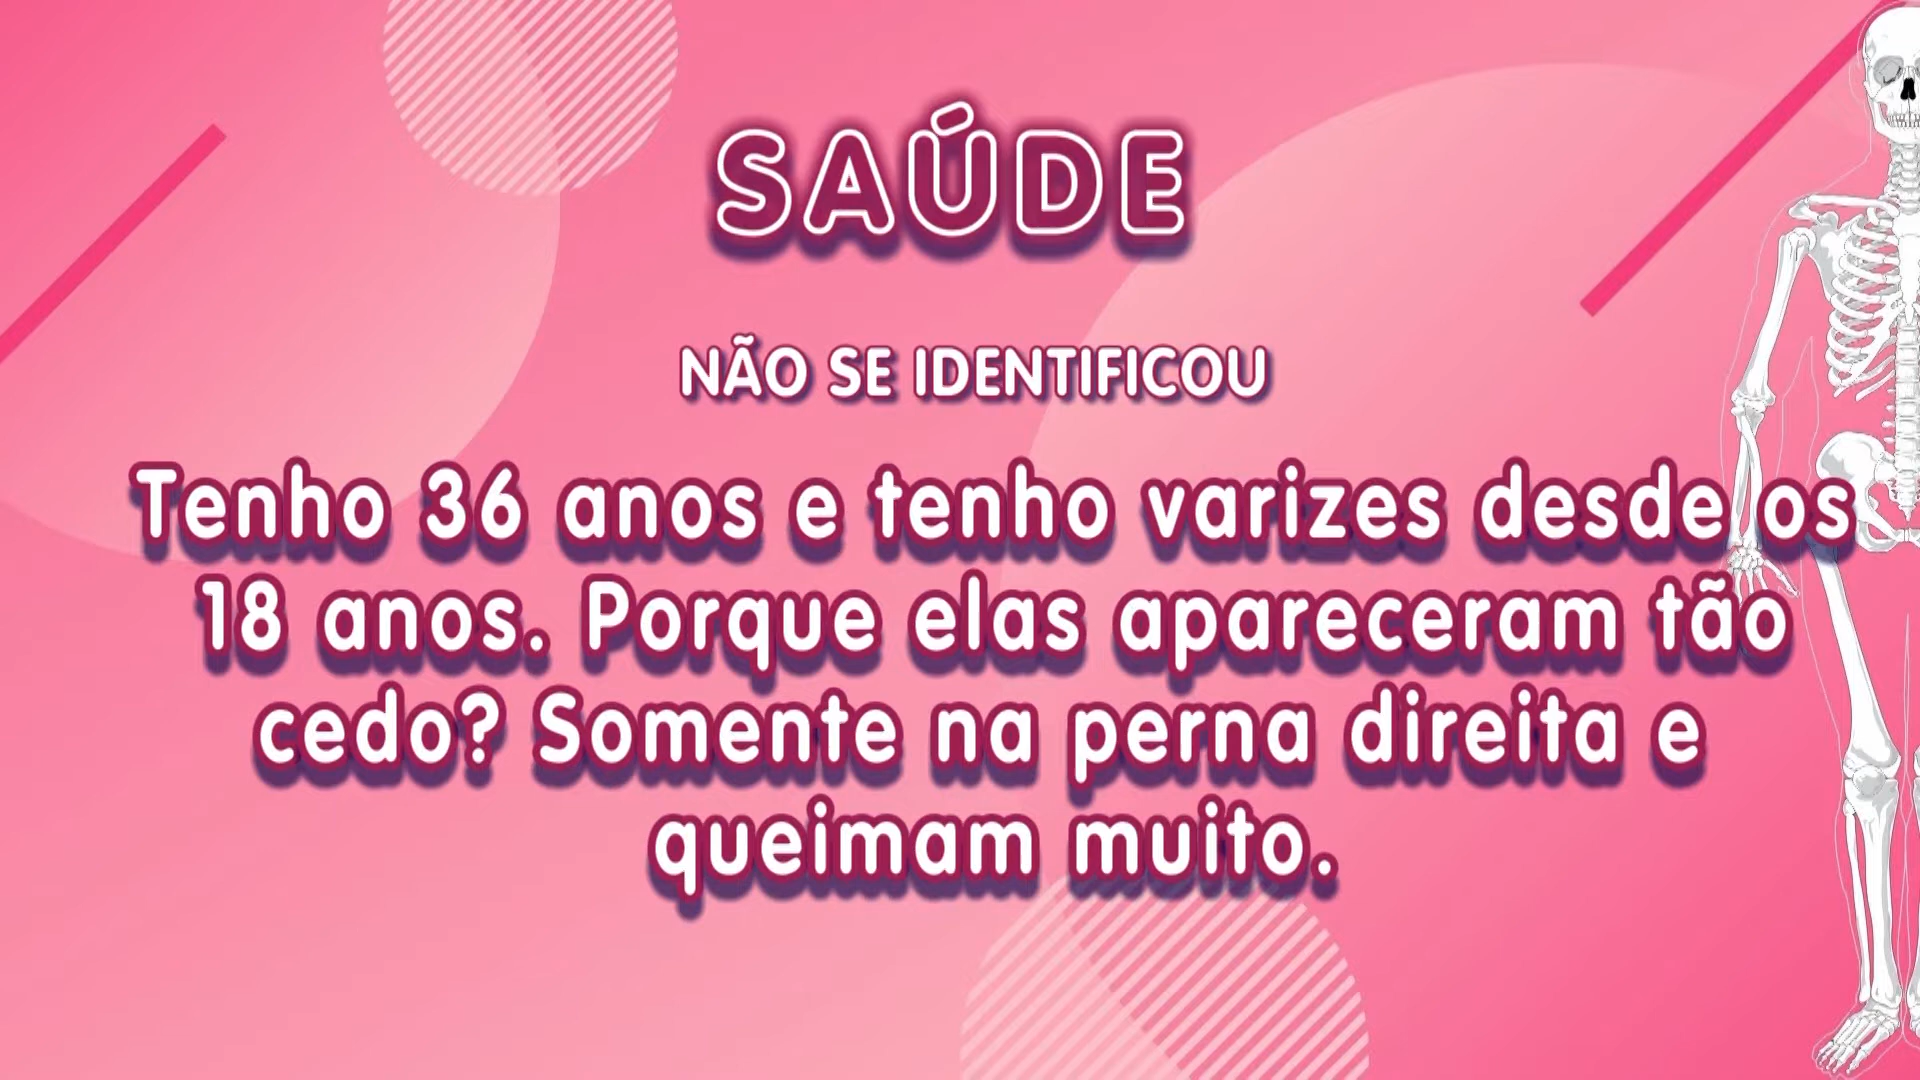 SAÚDE
NÃO SE IDENTIFICOU
Tenho 36 anos e tenho varizes desde os
18 anos. Porque elas apareceram tão
cedo? Somente na perna direita e
queimam muito.